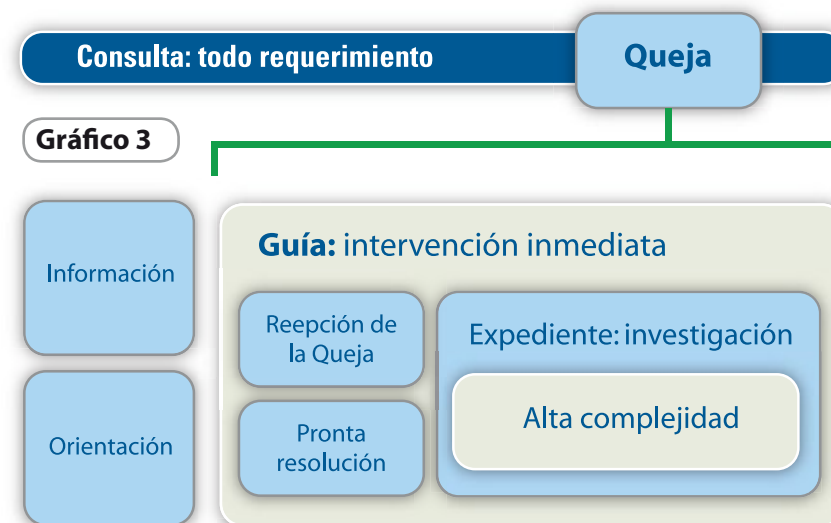 Consulta: todo requerimiento
Queja
Gráfico 3
Información
Orientación
Guía: intervención inmediata
Reepción de
la Queja
Pronta
resolución
Expediente: investigación
Alta complejidad